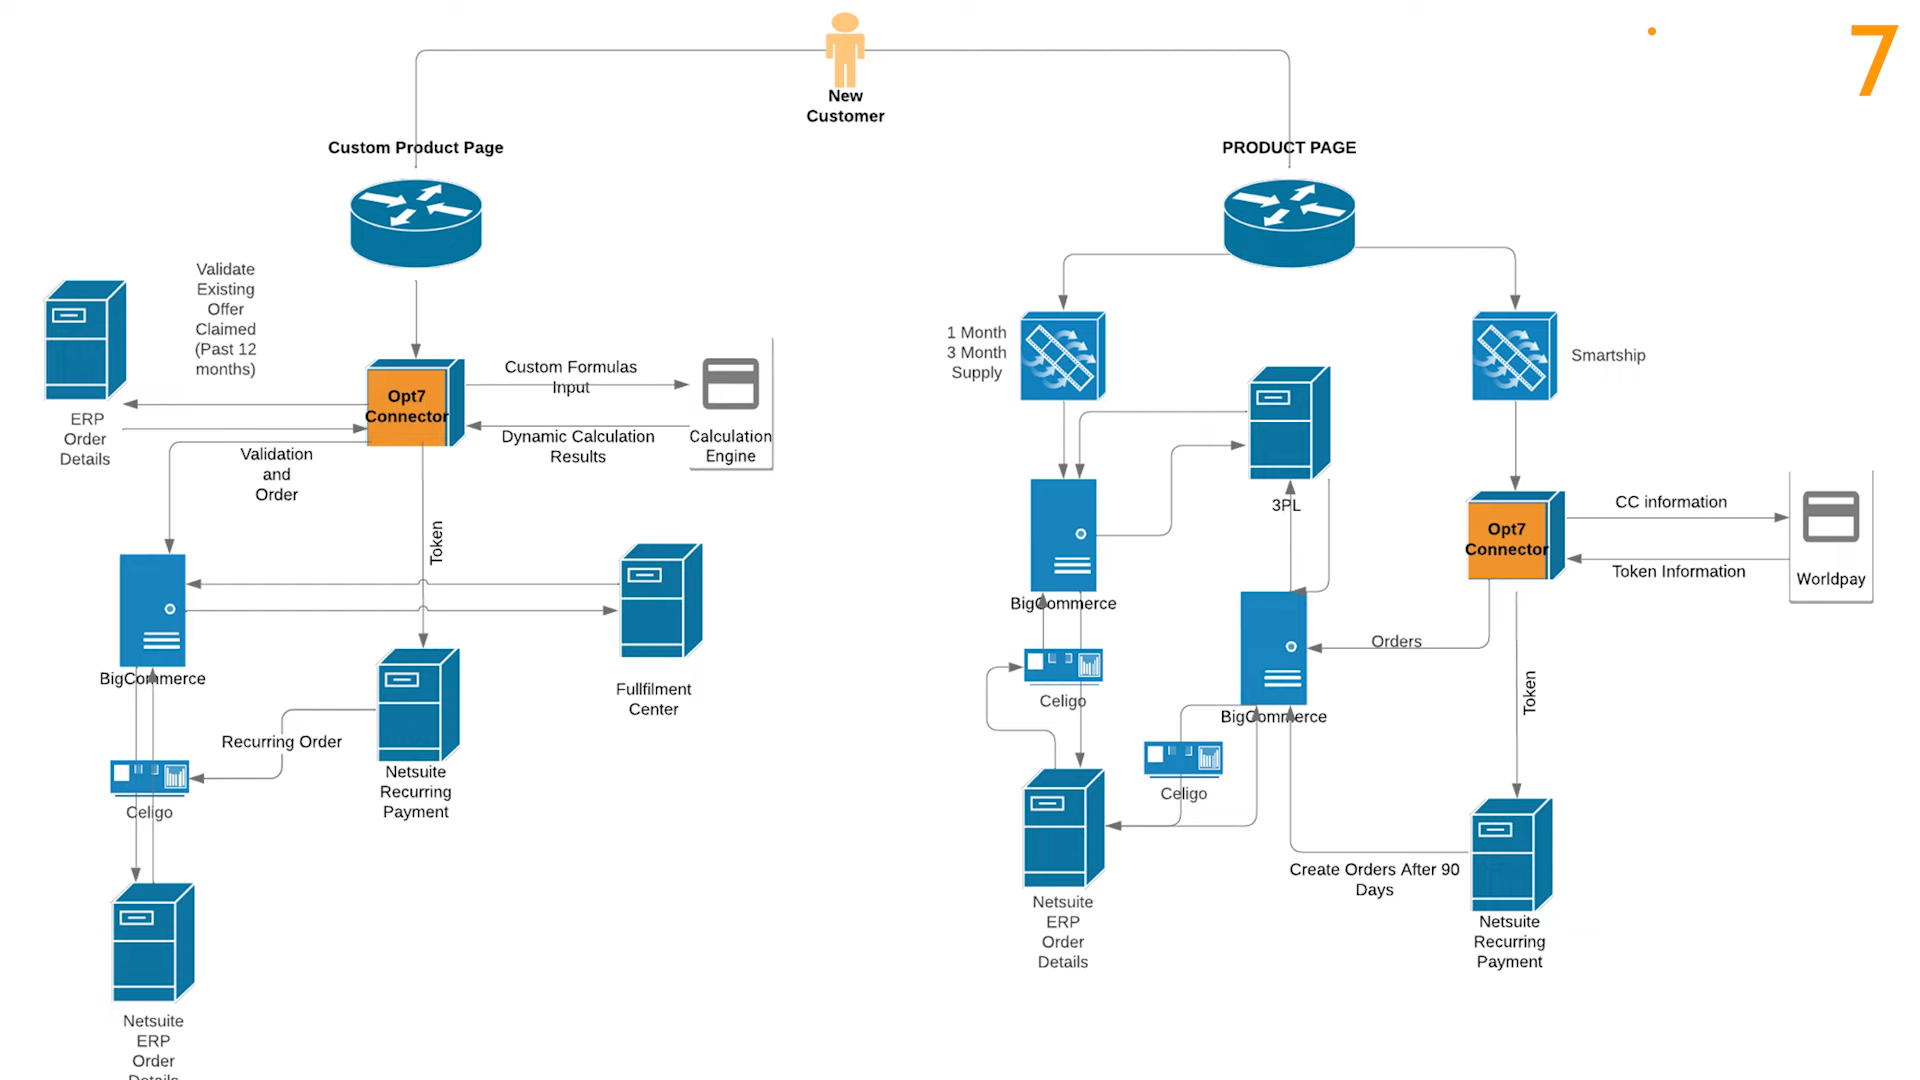 7
New
Customer
Custom Product Page
PRODUCT PAGE
Validate
Existing
Offer
Claimed
(Past 12
months)
ERP
Order
Details
Opt7
Connector
Custom Formulas
Input
Dynamic Calculation
Results
Calculation
Engine
Validation
and
Order
Token
BigCommerce
Fullfilment
Center
Recurring Order
Netsuite
Recurring
Payment
Celigo
Netsuite
ERP
Order
Details
1 Month
3 Month
Supply
Smartship
3PL
BigCommerce
Opt7
Connector
CC information
Token Information
Worldpay
Orders
Token
Celigo
BigCommerce
Celigo
Netsuite
ERP
Order
Details
Create Orders After 90
Days
Netsuite
Recurring
Payment